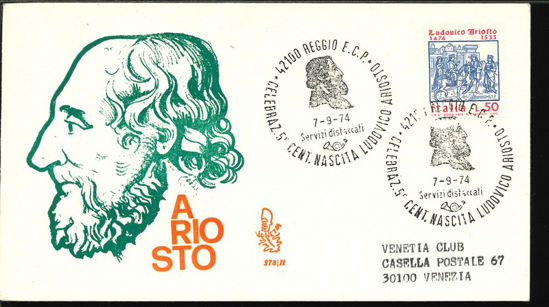 Ludovico Ariosto
1474 1533
Italia L.50
42100 REGGIO E.C.P.
7-9-74
Servizi distaccati
CELEBRAZ. 5° CENT. NASCITA LUDOVICO ARIOSTO
7-9-74
Servizi distaccati
CELEBRAZ. 5° CENT. NASCITA LUDOVICO ARIOSTO
A
RIO
STO
378/It
VENETIA CLUB
CASELLA POSTALE 67
30100 VENEZIA